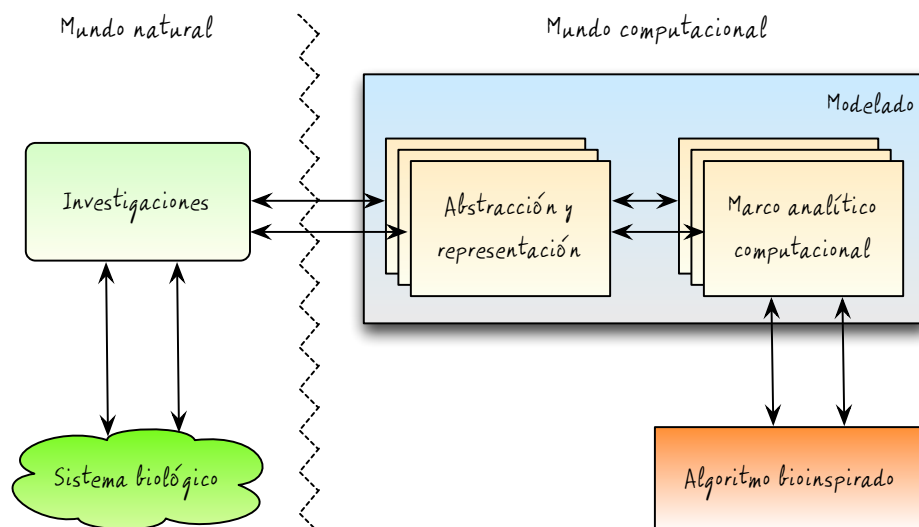 Mundo natural
Mundo computacional
Modelado
Investigaciones
Abstracción y
representación
Marco analítico
computacional
Sistema biológico
Algoritmo bioinspirado